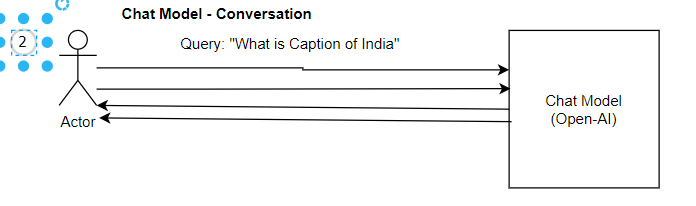 Chat Model - Conversation
Query: "What is Caption of India"
2
Actor
Chat Model
(Open-AI)